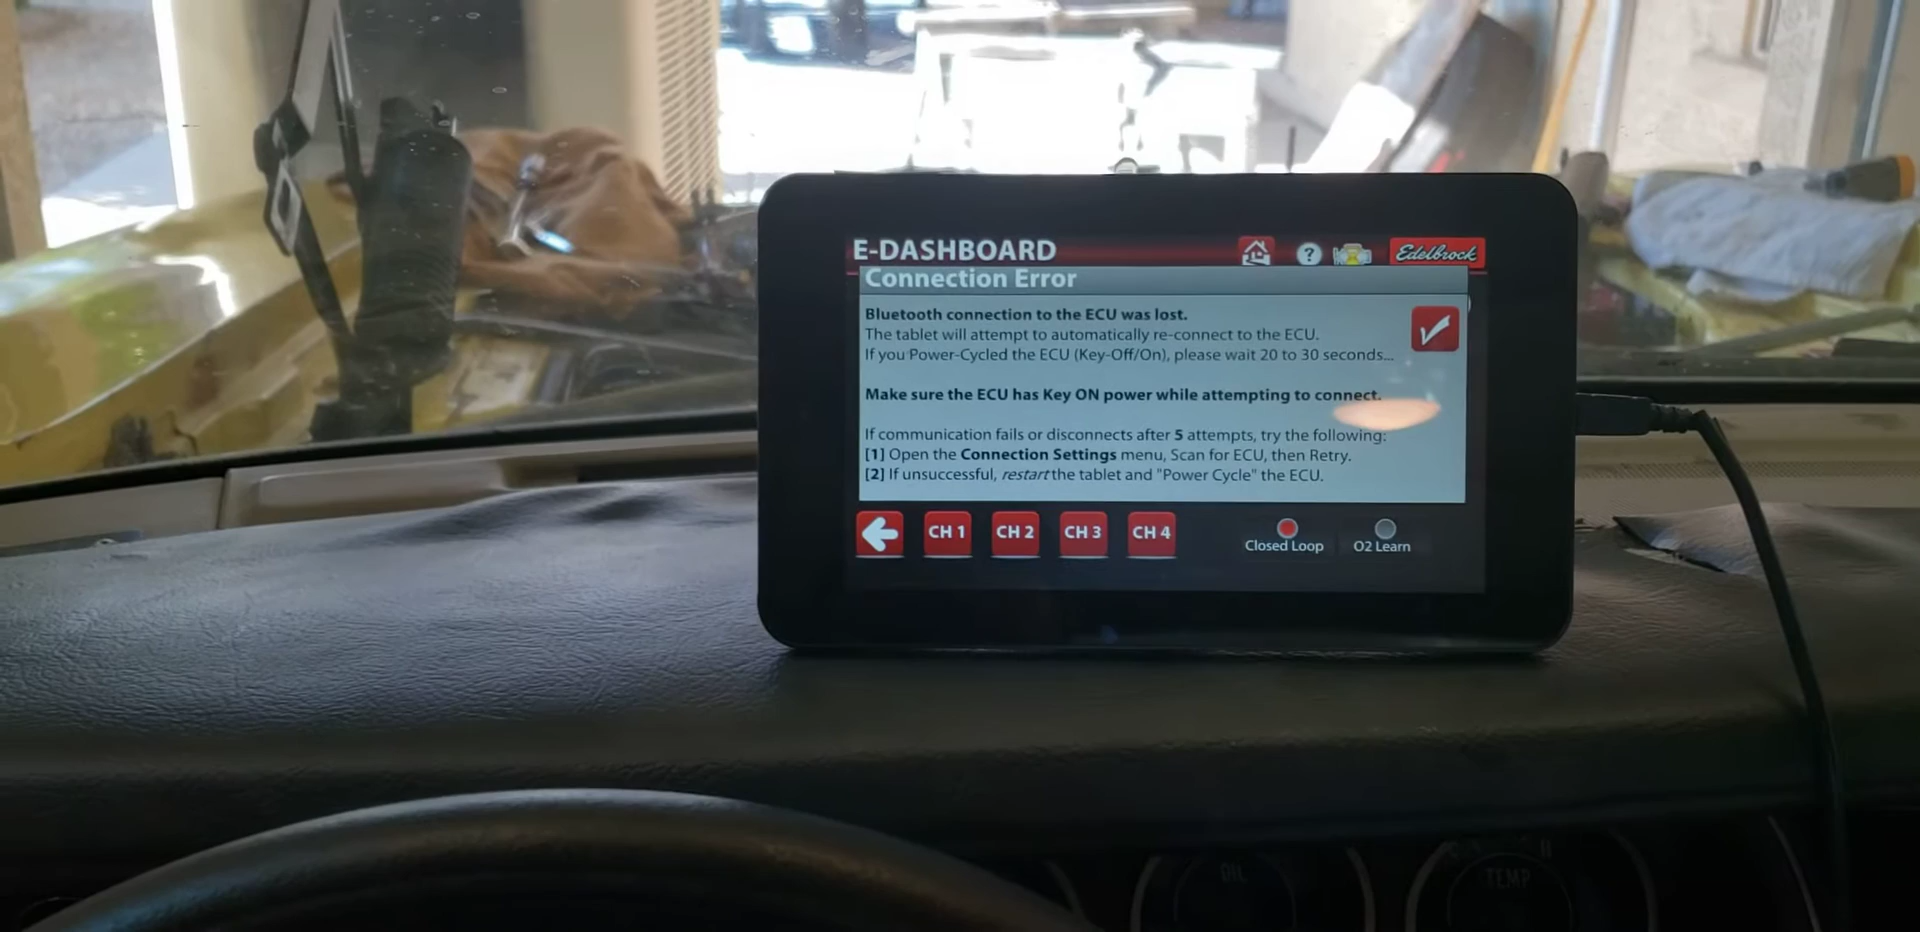 E-DASHBOARD
?
Edelbrock
Connection Error
Bluetooth connection to the ECU was lost.
The tablet will attempt to automatically re-connect to the ECU.
If you Power-Cycled the ECU (Key-Off/On), please wait 20 to 30 seconds...
Make sure the ECU has Key ON power while attempting to connect.
If communication fails or disconnects after 5 attempts, try the following:
[1] Open the Connection Settings menu, Scan for ECU, then Retry.
[2] If unsuccessful, restart the tablet and "Power Cycle" the ECU.
CH 1 CH 2 CH 3 CH 4
Closed Loop O2 Learn
H
OIL TEMP